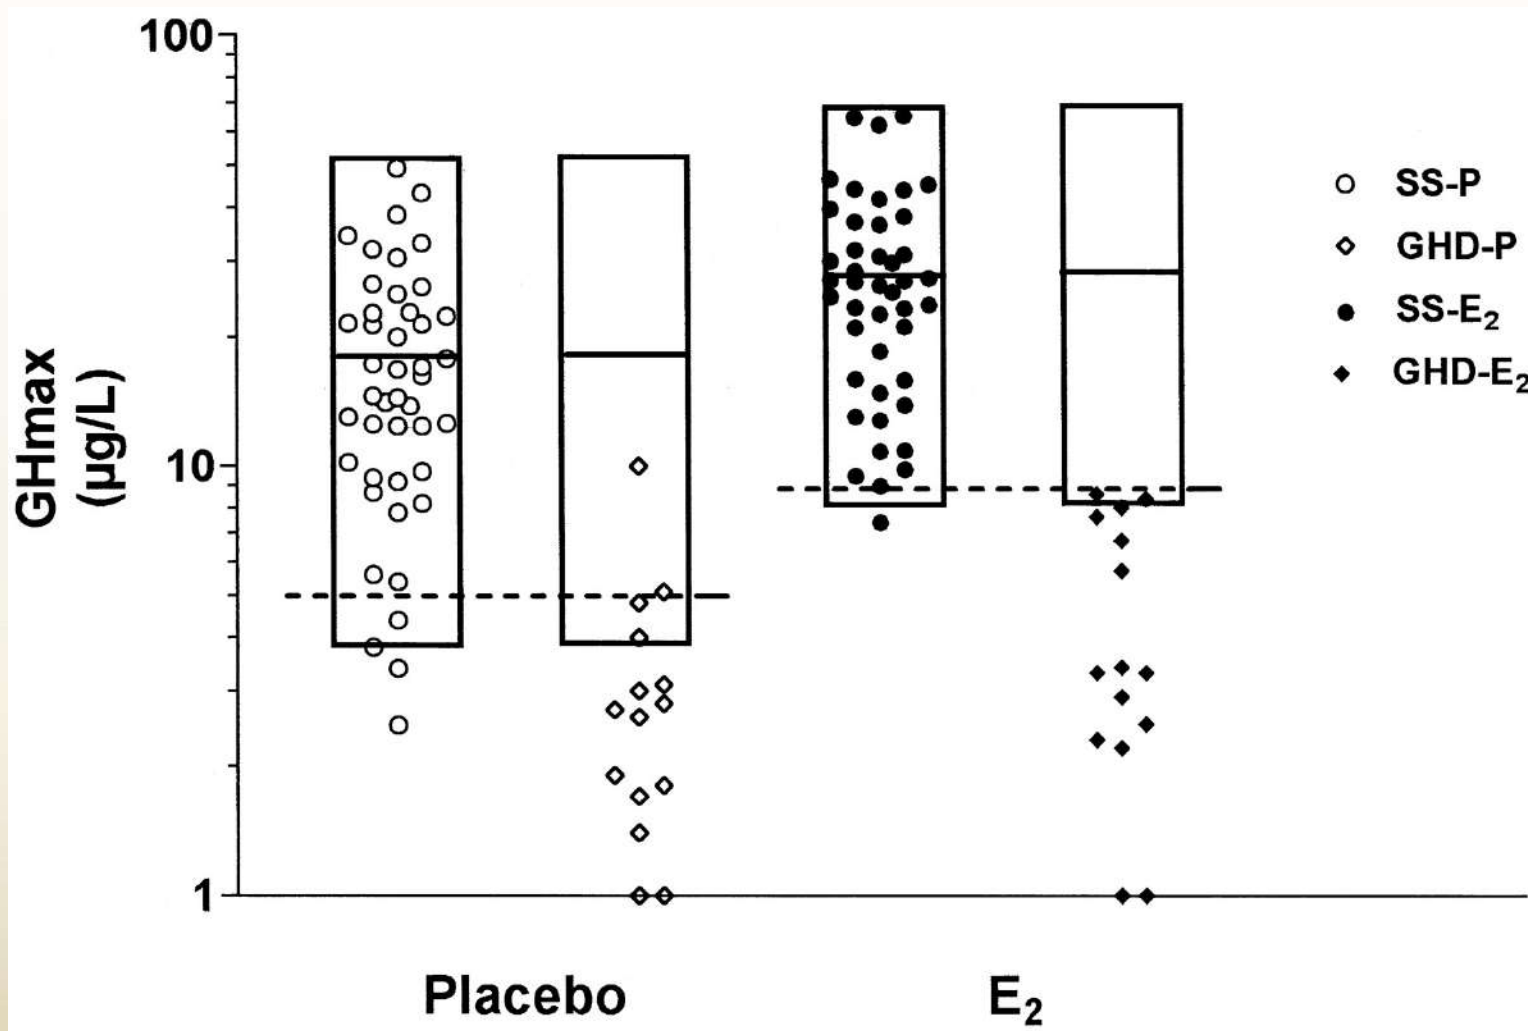 100
10
1
GHmax
(µg/L)
Placebo
E₂
SS-P
GHD-P
SS-E₂
GHD-E₂